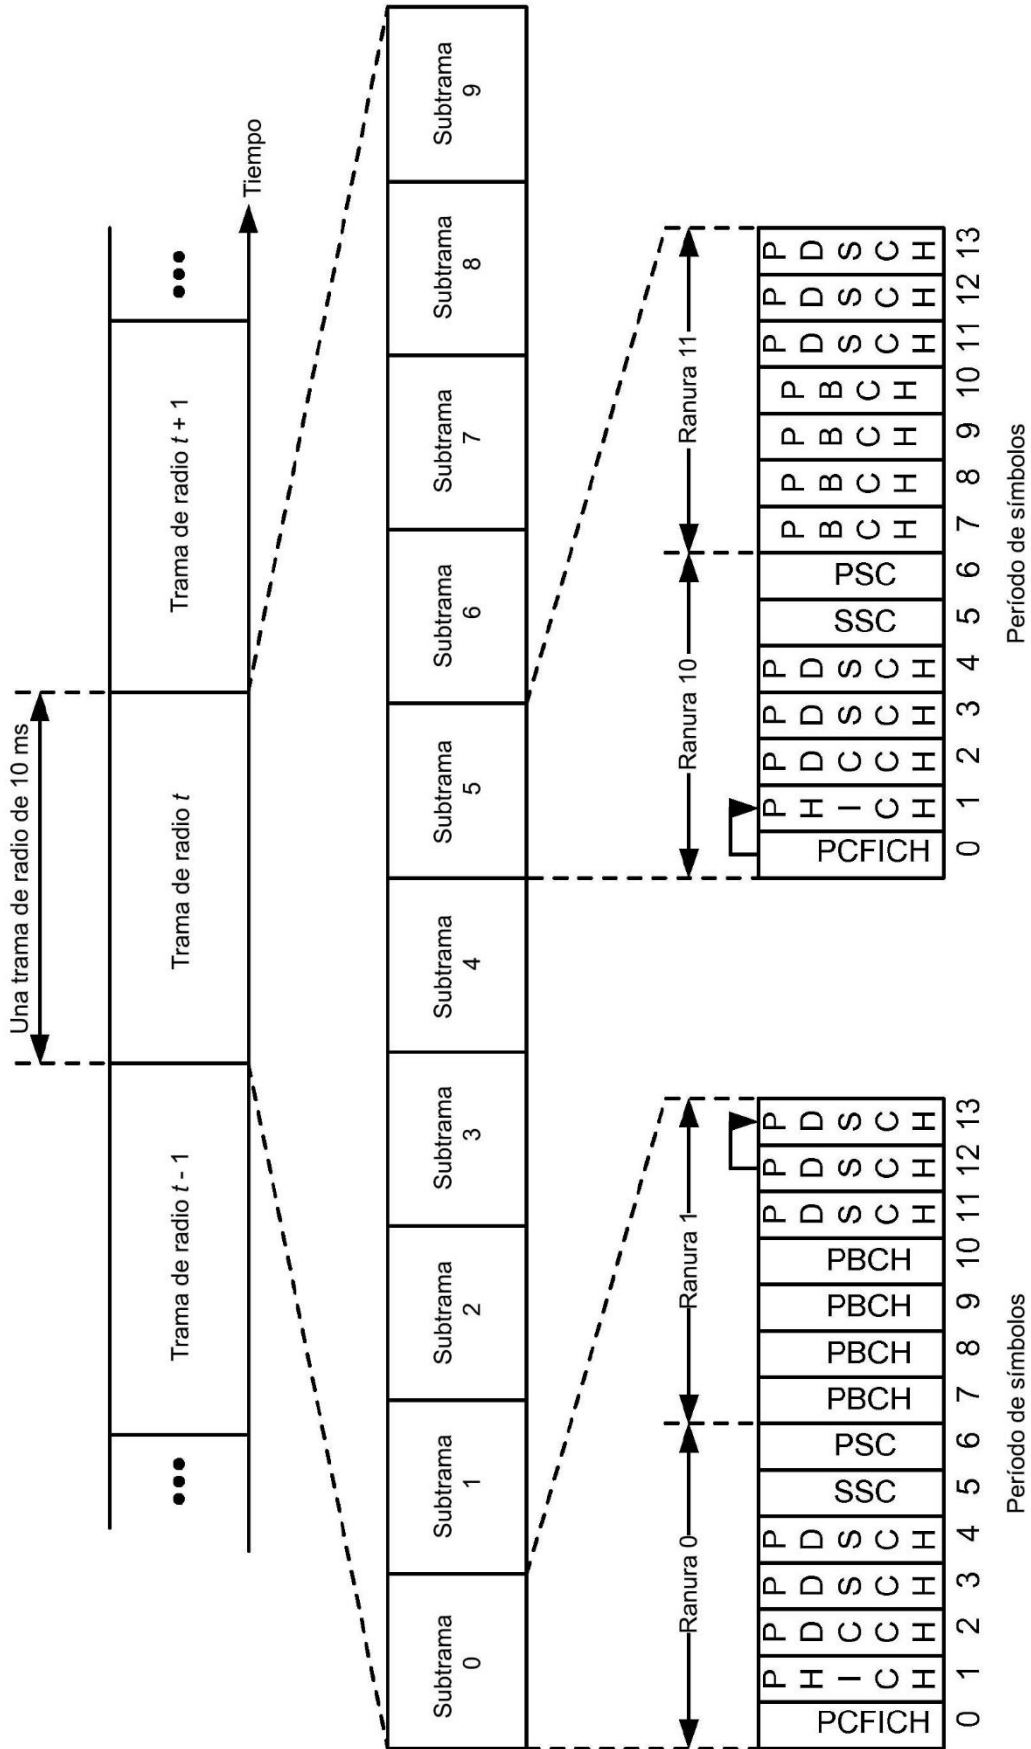 Una trama de radio de 10 ms
Trama de radio t - 1
Trama de radio t
Trama de radio t + 1
Tiempo
Subtrama 0
Subtrama 1
Subtrama 2
Subtrama 3
Subtrama 4
Subtrama 5
Subtrama 6
Subtrama 7
Subtrama 8
Subtrama 9
Ranura 0
Ranura 1
PCFICH
PHICH
PDCCH
PDSCH
PDSCH
SSC
PSC
PBCH
PBCH
PBCH
PBCH
PDSCH
PDSCH
PDSCH
0 1 2 3 4 5 6 7 8 9 10 11 12 13
Período de símbolos
Ranura 10
Ranura 11
PCFICH
PHICH
PDCCH
PDSCH
PDSCH
SSC
PSC
PBCH
PBCH
PBCH
PBCH
PDSCH
PDSCH
PDSCH
0 1 2 3 4 5 6 7 8 9 10 11 12 13
Período de símbolos